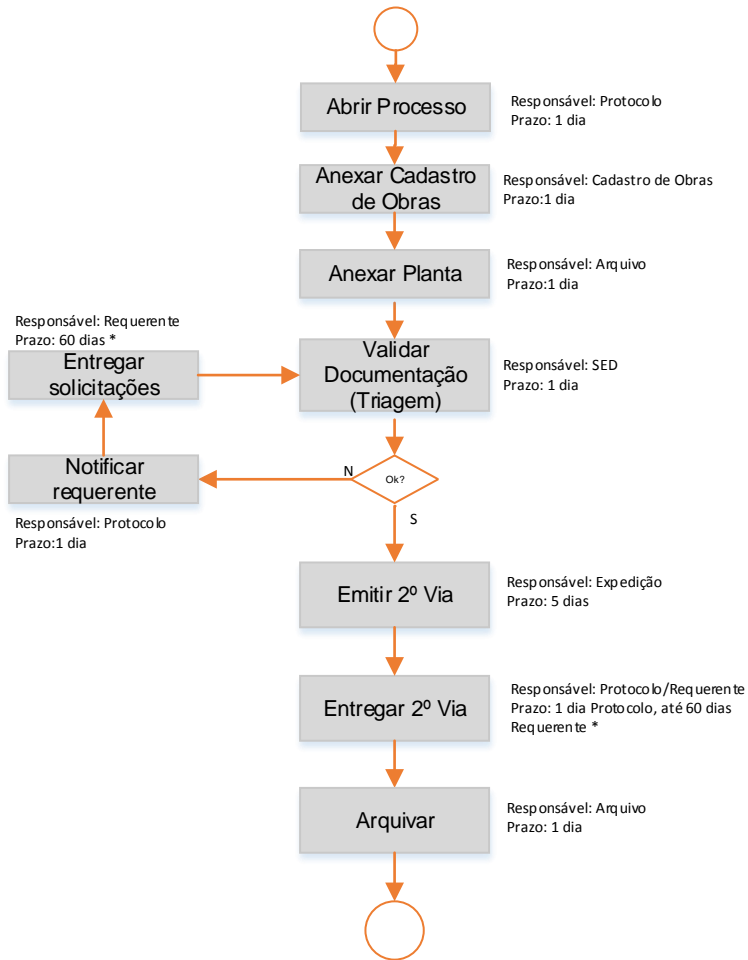 Abrir Processo
Responsável: Protocolo
Prazo: 1 dia
Anexar Cadastro
de Obras
Responsável: Cadastro de Obras
Prazo:1 dia
Anexar Planta
Responsável: Arquivo
Prazo:1 dia
Responsável: Requerente
Prazo: 60 dias *
Entregar
solicitações
Validar
Documentação
(Triagem)
Responsável: SED
Prazo: 1 dia
Notificar
requerente
Responsável: Protocolo
Prazo:1 dia
N
Ok?
S
Emitir 2º Via
Responsável: Expedição
Prazo: 5 dias
Entregar 2º Via
Responsável: Protocolo/Requerente
Prazo: 1 dia Protocolo, até 60 dias
Requerente *
Arquivar
Responsável: Arquivo
Prazo: 1 dia